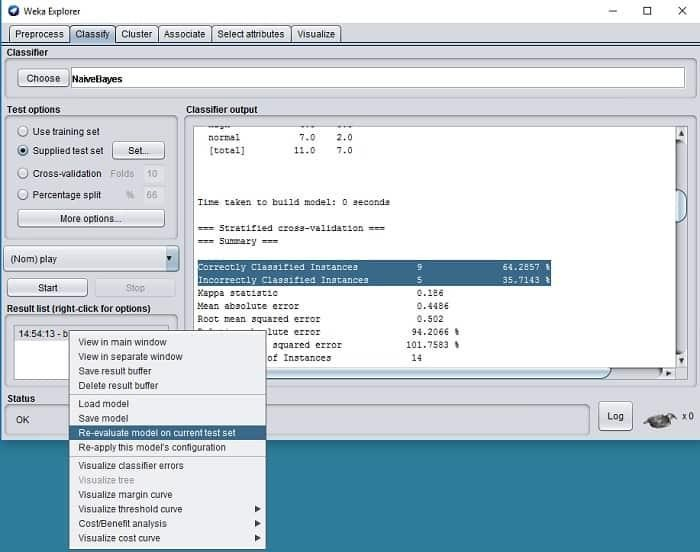 Weka Explorer
Preprocess Classify Cluster Associate Select attributes Visualize
Classifier
Choose NaiveBayes
Test options
Use training set
Supplied test set Set...
Cross-validation Folds 10
Percentage split % 66
More options...
(Nom) play
Start Stop
Result list (right-click for options)
14:54:13 - b
Classifier output
normal 7.0 2.0
[total] 11.0 7.0
Time taken to build model: 0 seconds
=== Stratified cross-validation ===
=== Summary ===
Correctly Classified Instances 9 64.2857 %
Incorrectly Classified Instances 5 35.7143 %
Kappa statistic 0.186
Mean absolute error 0.4486
Root mean squared error 0.502
lute error 94.2066 %
squared error 101.7583 %
of Instances 14
View in main window
View in separate window
Save result buffer
Delete result buffer
Load model
Save model
Re-evaluate model on current test set
Re-apply this model's configuration
Visualize classifier errors
Visualize tree
Visualize margin curve
Visualize threshold curve
Cost/Benefit analysis
Visualize cost curve
Status
OK
Log x 0